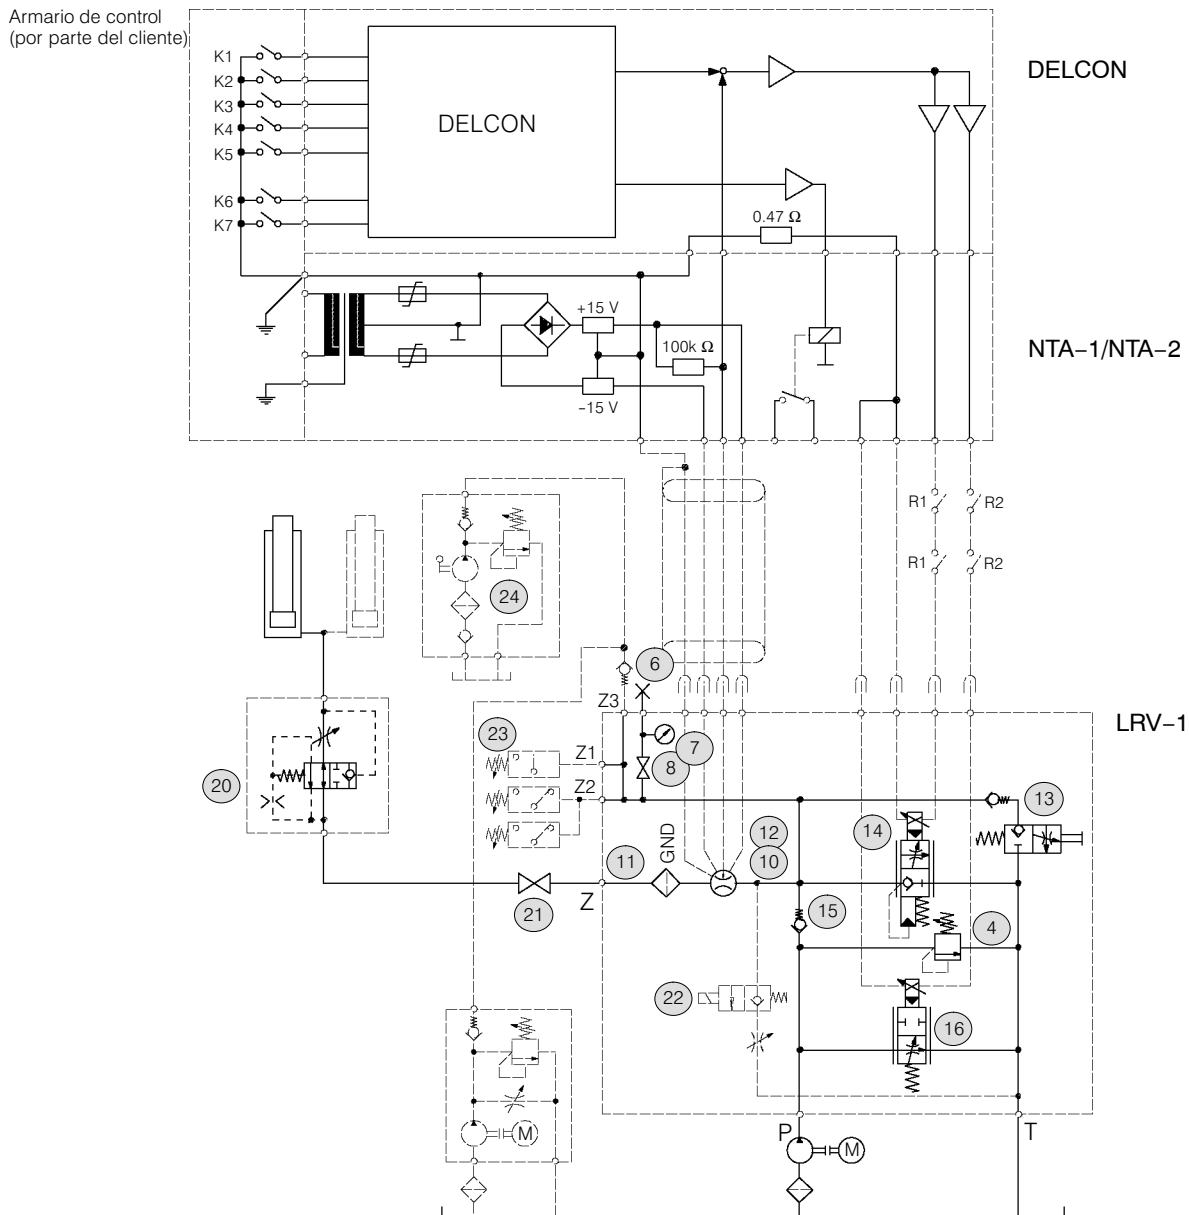 Armario de control
(por parte del cliente)
K1
K2
K3
K4
K5
K6
K7
DELCON
DELCON
0.47 Ω
+15 V
100k Ω
−15 V
NTA−1/NTA−2
R1
R2
R1
R2
24
6
Z3
LRV−1
23
Z1
7
8
Z2
20
13
14
12
10
11
GND
Z
21
15
4
22
16
P
T
M
M